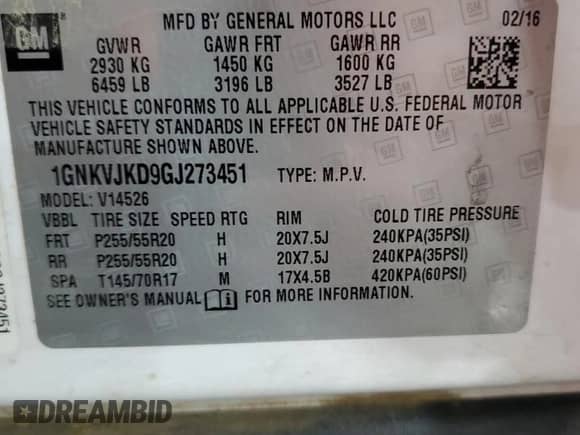 GM
MFD BY GENERAL MOTORS LLC 02/16
GVWR GAWR FRT GAWR RR
2930 KG 1450 KG 1600 KG
6459 LB 3196 LB 3527 LB
THIS VEHICLE CONFORMS TO ALL APPLICABLE U.S. FEDERAL MOTOR
VEHICLE SAFETY STANDARDS IN EFFECT ON THE DATE OF
MANUFACTURE SHOWN ABOVE.
1GNKVJKD9GJ273451 TYPE: M.P.V.
MODEL: V14526
VBBL TIRE SIZE SPEED RTG RIM COLD TIRE PRESSURE
FRT P255/55R20 H 20X7.5J 240KPA(35PSI)
RR P255/55R20 H 20X7.5J 240KPA(35PSI)
SPA T145/70R17 M 17X4.5B 420KPA(60PSI)
SEE OWNER'S MANUAL FOR MORE INFORMATION.
DREAMBID